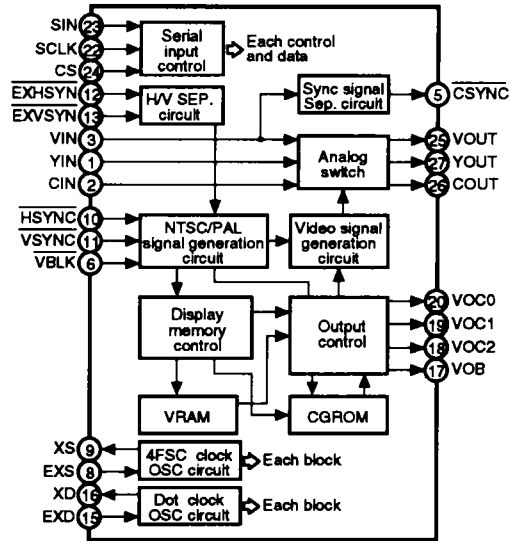 SIN 23
SCLK 22
CS 24
Serial
input
control
Each control
and data
EXHSYN 12
EXVSYN 13
H/V SEP.
circuit
Sync signal
Sep. circuit
5 CSYNC
VIN 3
YIN 1
CIN 2
Analog
switch
25 VOUT
27 YOUT
26 COUT
HSYNC 10
VSYNC 11
VBLK 6
NTSC/PAL
signal generation
circuit
Video signal
generation
circuit
Display
memory
control
Output
control
20 VOC0
19 VOC1
18 VOC2
17 VOB
VRAM
CGROM
XS 9
EXS 8
4FSC clock
OSC circuit
Each block
XD 16
EXD 15
Dot clock
OSC circuit
Each block